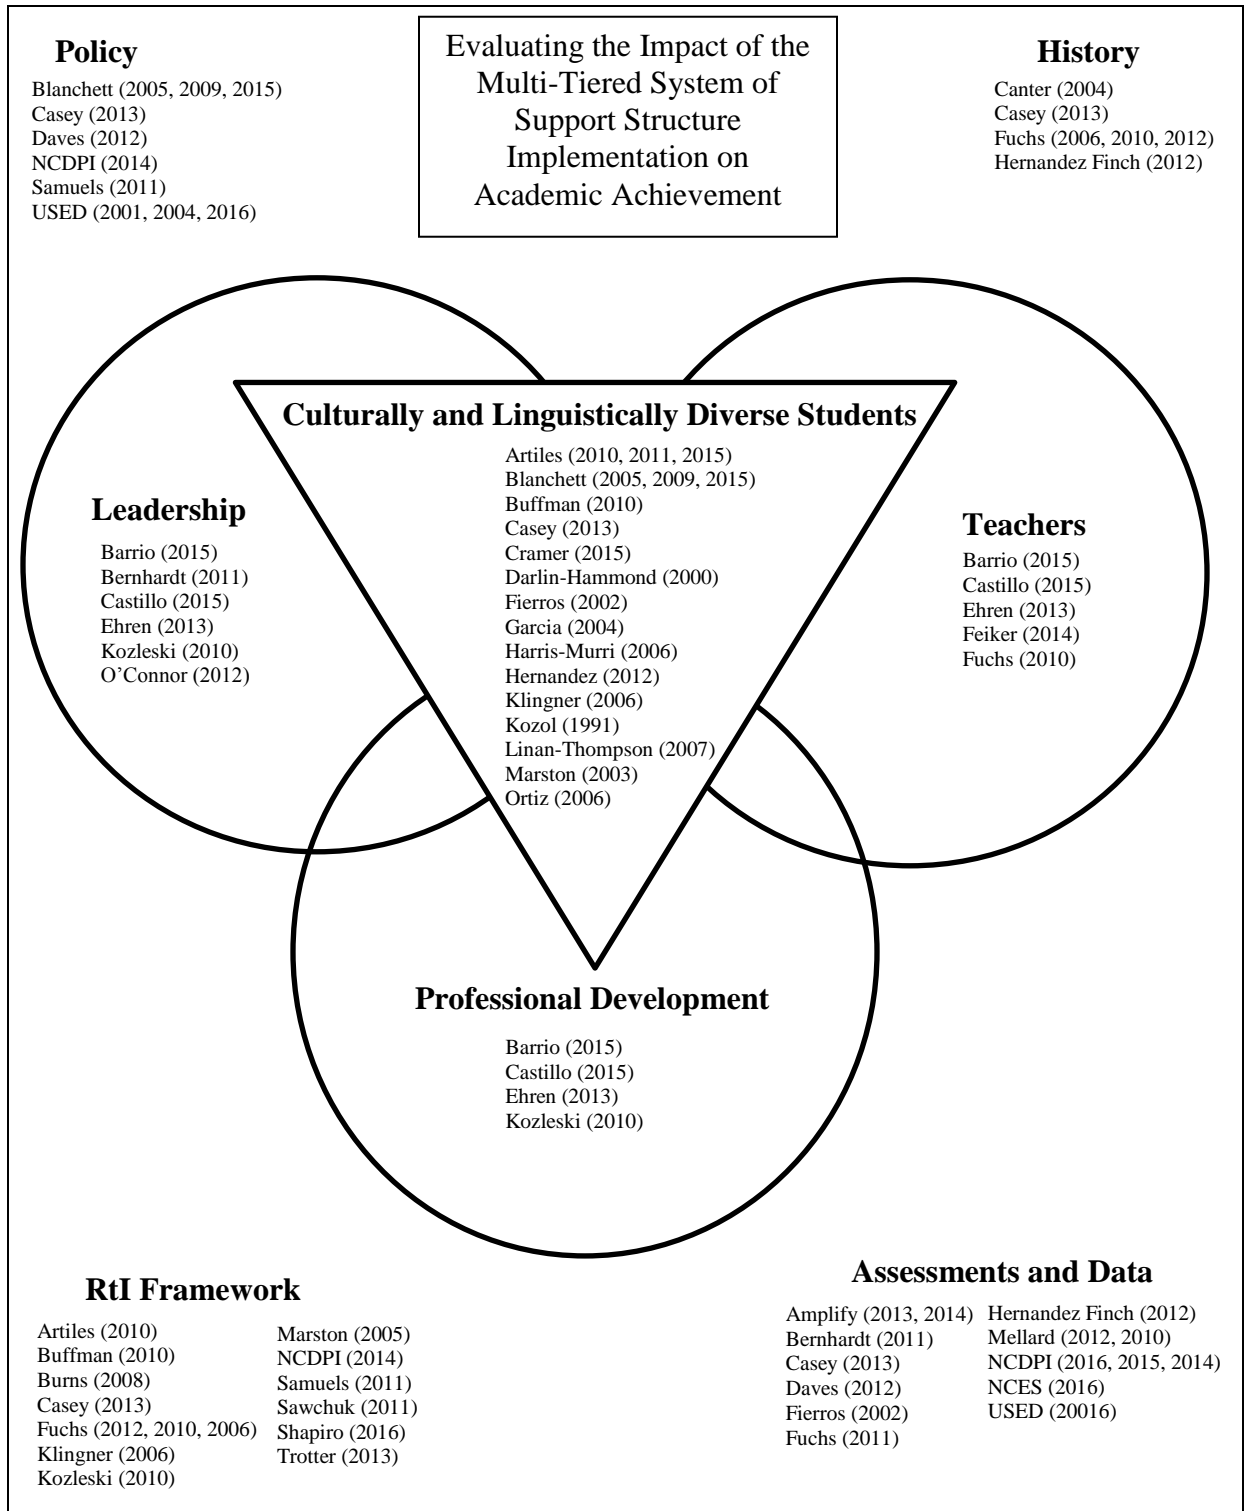 Policy
Blanchett (2005, 2009, 2015)
Casey (2013)
Daves (2012)
NCDPI (2014)
Samuels (2011)
USED (2001, 2004, 2016)
Evaluating the Impact of the
Multi-Tiered System of
Support Structure
Implementation on
Academic Achievement
History
Canter (2004)
Casey (2013)
Fuchs (2006, 2010, 2012)
Hernandez Finch (2012)
Culturally and Linguistically Diverse Students
Artiles (2010, 2011, 2015)
Blanchett (2005, 2009, 2015)
Buffman (2010)
Casey (2013)
Cramer (2015)
Darlin-Hammond (2000)
Fierros (2002)
Garcia (2004)
Harris-Murri (2006)
Hernandez (2012)
Klingner (2006)
Kozol (1991)
Linan-Thompson (2007)
Marston (2003)
Ortiz (2006)
Leadership
Barrio (2015)
Bernhardt (2011)
Castillo (2015)
Ehren (2013)
Kozleski (2010)
O’Connor (2012)
Teachers
Barrio (2015)
Castillo (2015)
Ehren (2013)
Feiker (2014)
Fuchs (2010)
Professional Development
Barrio (2015)
Castillo (2015)
Ehren (2013)
Kozleski (2010)
RtI Framework
Artiles (2010)
Buffman (2010)
Burns (2008)
Casey (2013)
Fuchs (2012, 2010, 2006)
Klingner (2006)
Kozleski (2010)
Marston (2005)
NCDPI (2014)
Samuels (2011)
Sawchuk (2011)
Shapiro (2016)
Trotter (2013)
Assessments and Data
Amplify (2013, 2014)
Bernhardt (2011)
Casey (2013)
Daves (2012)
Fierros (2002)
Fuchs (2011)
Hernandez Finch (2012)
Mellard (2012, 2010)
NCDPI (2016, 2015, 2014)
NCES (2016)
USED (20016)